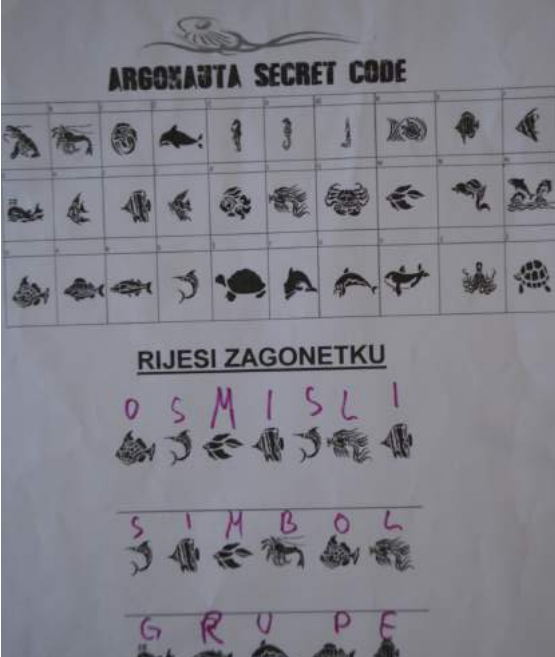 ARGONAUTA SECRET CODE
RIJESI ZAGONETKU
O S M I S L I
S I M B O L
G R U P E